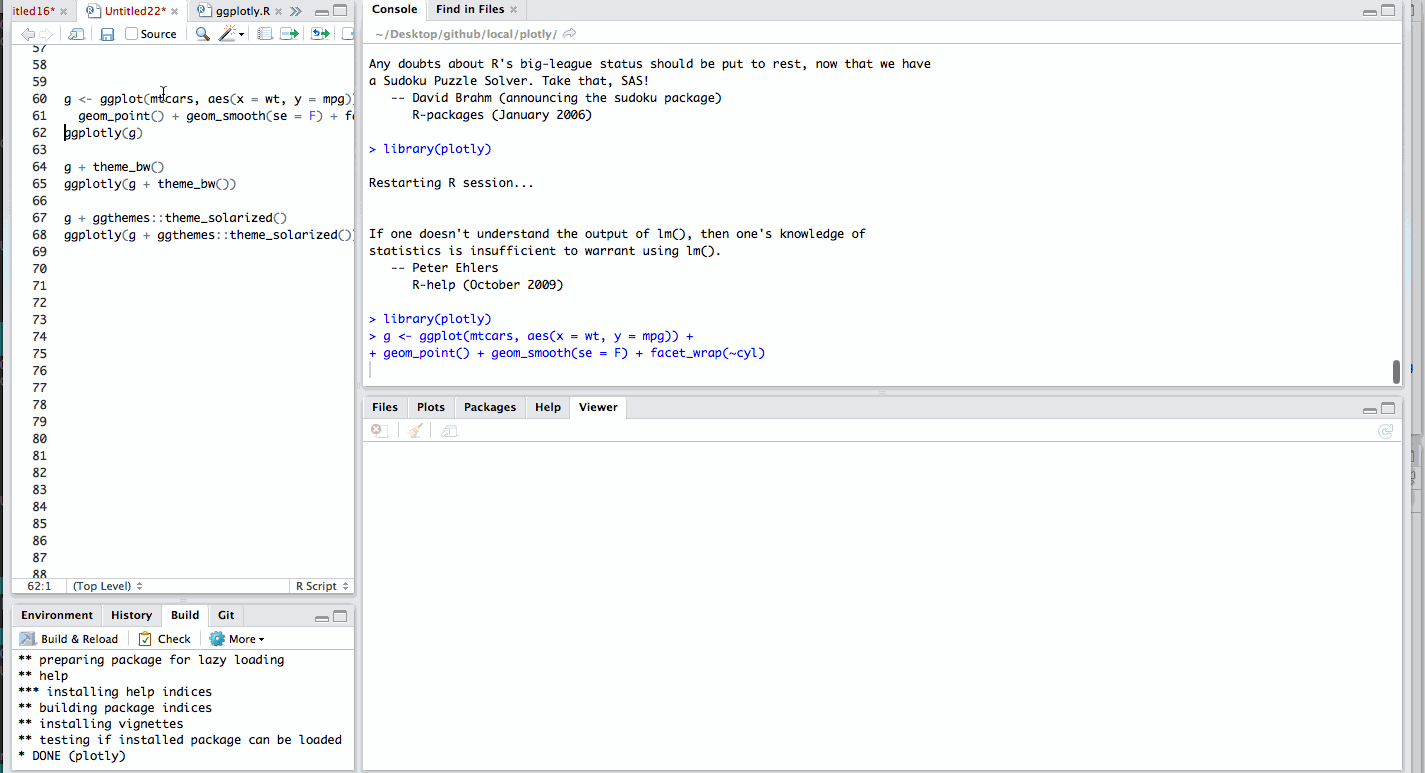 itled16*
Untitled22*
ggplotly.R
Source
57
58
59
60 g <- ggplot(mtcars, aes(x = wt, y = mpg))
61 geom_point() + geom_smooth(se = F) + fa
62 ggplotly(g)
63
64 g + theme_bw()
65 ggplotly(g + theme_bw())
66
67 g + ggthemes::theme_solarized()
68 ggplotly(g + ggthemes::theme_solarized())
69
70
71
72
73
74
75
76
77
78
79
80
81
82
83
84
85
86
87
88
62:1 (Top Level) R Script
Environment History Build Git
Build & Reload Check More
** preparing package for lazy loading
** help
*** installing help indices
** building package indices
** installing vignettes
** testing if installed package can be loaded
* DONE (plotly)
Console Find in Files
~/Desktop/github/local/plotly/
Any doubts about R's big-league status should be put to rest, now that we have
a Sudoku Puzzle Solver. Take that, SAS!
-- David Brahm (announcing the sudoku package)
R-packages (January 2006)
> library(plotly)
Restarting R session...
If one doesn't understand the output of lm(), then one's knowledge of
statistics is insufficient to warrant using lm().
-- Peter Ehlers
R-help (October 2009)
> library(plotly)
> g <- ggplot(mtcars, aes(x = wt, y = mpg)) +
+ geom_point() + geom_smooth(se = F) + facet_wrap(~cyl)
Files Plots Packages Help Viewer